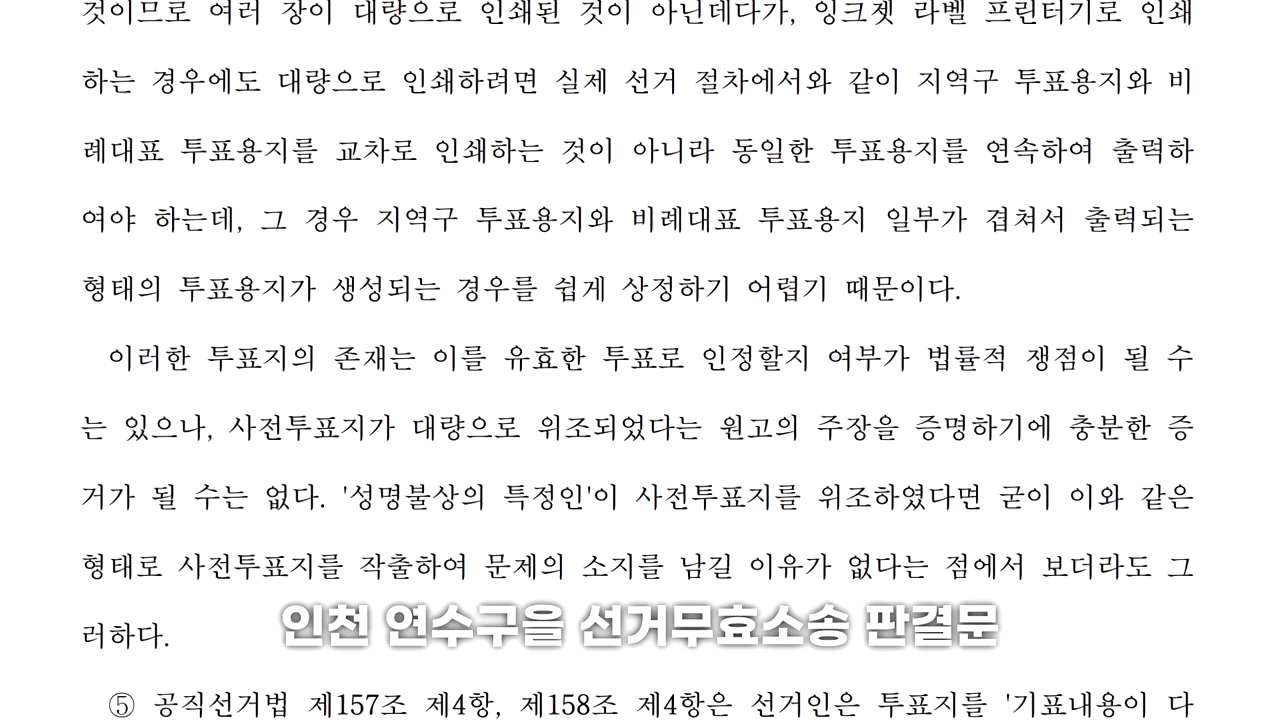 것이므로 여러 장이 대량으로 인쇄된 것이 아닌데다가, 잉크젯 라벨 프린터기로 인쇄
하는 경우에도 대량으로 인쇄하려면 실제 선거 절차에서와 같이 지역구 투표용지와 비
례대표 투표용지를 교차로 인쇄하는 것이 아니라 동일한 투표용지를 연속하여 출력하
여야 하는데, 그 경우 지역구 투표용지와 비례대표 투표용지 일부가 겹쳐서 출력되는
형태의 투표용지가 생성되는 경우를 쉽게 상정하기 어렵기 때문이다.
이러한 투표지의 존재는 이를 유효한 투표로 인정할지 여부가 법률적 쟁점이 될 수
는 있으나, 사전투표지가 대량으로 위조되었다는 원고의 주장을 증명하기에 충분한 증
거가 될 수는 없다. '성명불상의 특정인'이 사전투표지를 위조하였다면 굳이 이와 같은
형태로 사전투표지를 작출하여 문제의 소지를 남길 이유가 없다는 점에서 보더라도 그
러하다.
인천 연수구을 선거무효소송 판결문
⑤ 공직선거법 제157조 제4항, 제158조 제4항은 선거인은 투표지를 '기표내용이 다